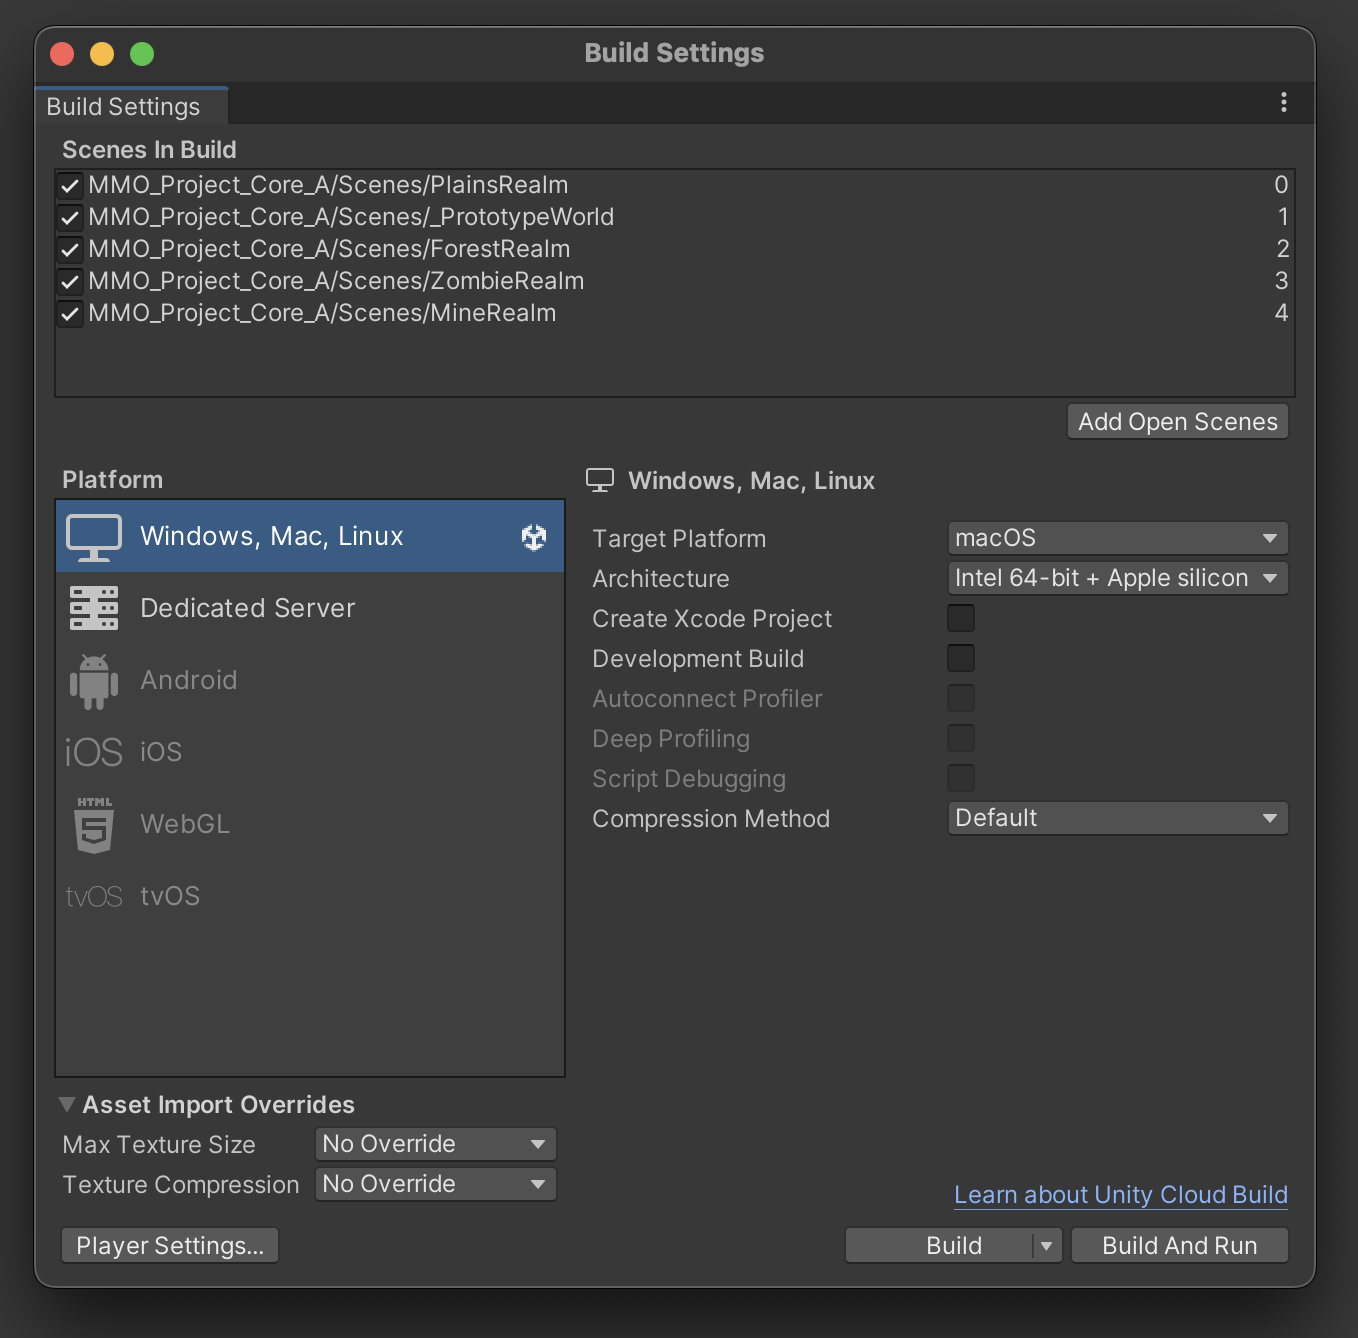 Build Settings
Build Settings
Scenes In Build
MMO_Project_Core_A/Scenes/PlainsRealm 0
MMO_Project_Core_A/Scenes/_PrototypeWorld 1
MMO_Project_Core_A/Scenes/ForestRealm 2
MMO_Project_Core_A/Scenes/ZombieRealm 3
MMO_Project_Core_A/Scenes/MineRealm 4
Add Open Scenes
Platform
Windows, Mac, Linux
Dedicated Server
Android
iOS iOS
HTML 5 WebGL
tvOS tvOS
Windows, Mac, Linux
Target Platform macOS
Architecture Intel 64-bit + Apple silicon
Create Xcode Project
Development Build
Autoconnect Profiler
Deep Profiling
Script Debugging
Compression Method Default
Asset Import Overrides
Max Texture Size No Override
Texture Compression No Override
Learn about Unity Cloud Build
Player Settings... Build Build And Run